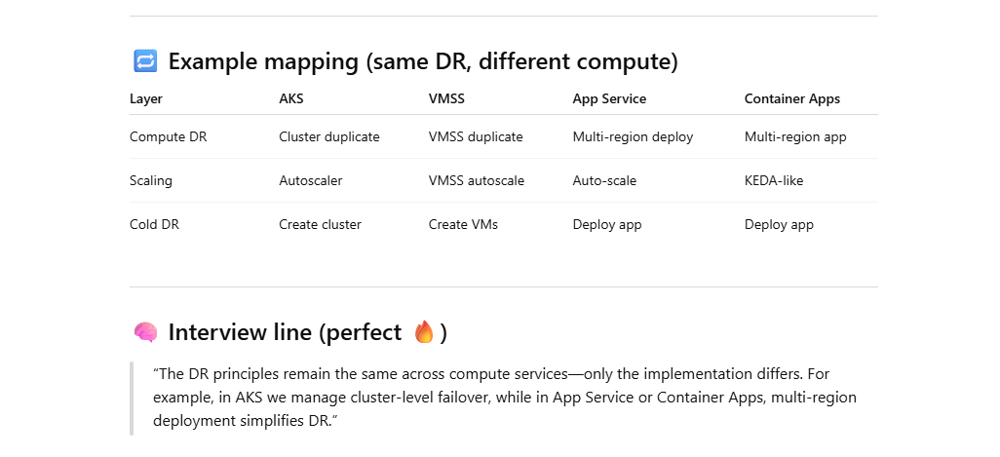 🔁 Example mapping (same DR, different compute)
Layer AKS VMSS App Service Container Apps
Compute DR Cluster duplicate VMSS duplicate Multi-region deploy Multi-region app
Scaling Autoscaler VMSS autoscale Auto-scale KEDA-like
Cold DR Create cluster Create VMs Deploy app Deploy app
🧠 Interview line (perfect 🔥)
“The DR principles remain the same across compute services—only the implementation differs. For
example, in AKS we manage cluster-level failover, while in App Service or Container Apps, multi-region
deployment simplifies DR.”